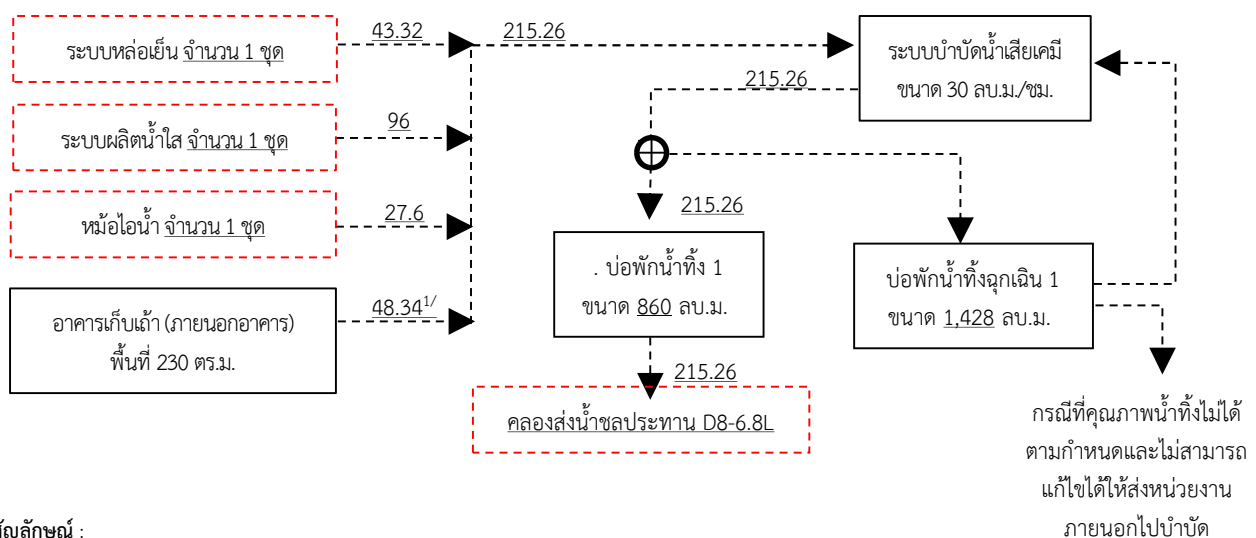 ระบบหล่อเย็น จำนวน 1 ชุด
43.32
215.26
ระบบบำบัดน้ำเสียเคมี
ขนาด 30 ลบ.ม./ชม.
215.26
ระบบผลิตน้ำใส จำนวน 1 ชุด
96
หม้อไอน้ำ จำนวน 1 ชุด
27.6
215.26
. บ่อพักน้ำทิ้ง 1
ขนาด 860 ลบ.ม.
บ่อพักน้ำทิ้งฉุกเฉิน 1
ขนาด 1,428 ลบ.ม.
อาคารเก็บเถ้า (ภายนอกอาคาร)
พื้นที่ 230 ตร.ม.
48.34 1/
215.26
คลองส่งน้ำชลประทาน D8-6.8L
กรณีที่คุณภาพน้ำทิ้งไม่ได้
ตามกำหนดและไม่สามารถ
แก้ไขได้ให้ส่งหน่วยงาน
ภายนอกไปบำบัด
สัญลักษณ์ :